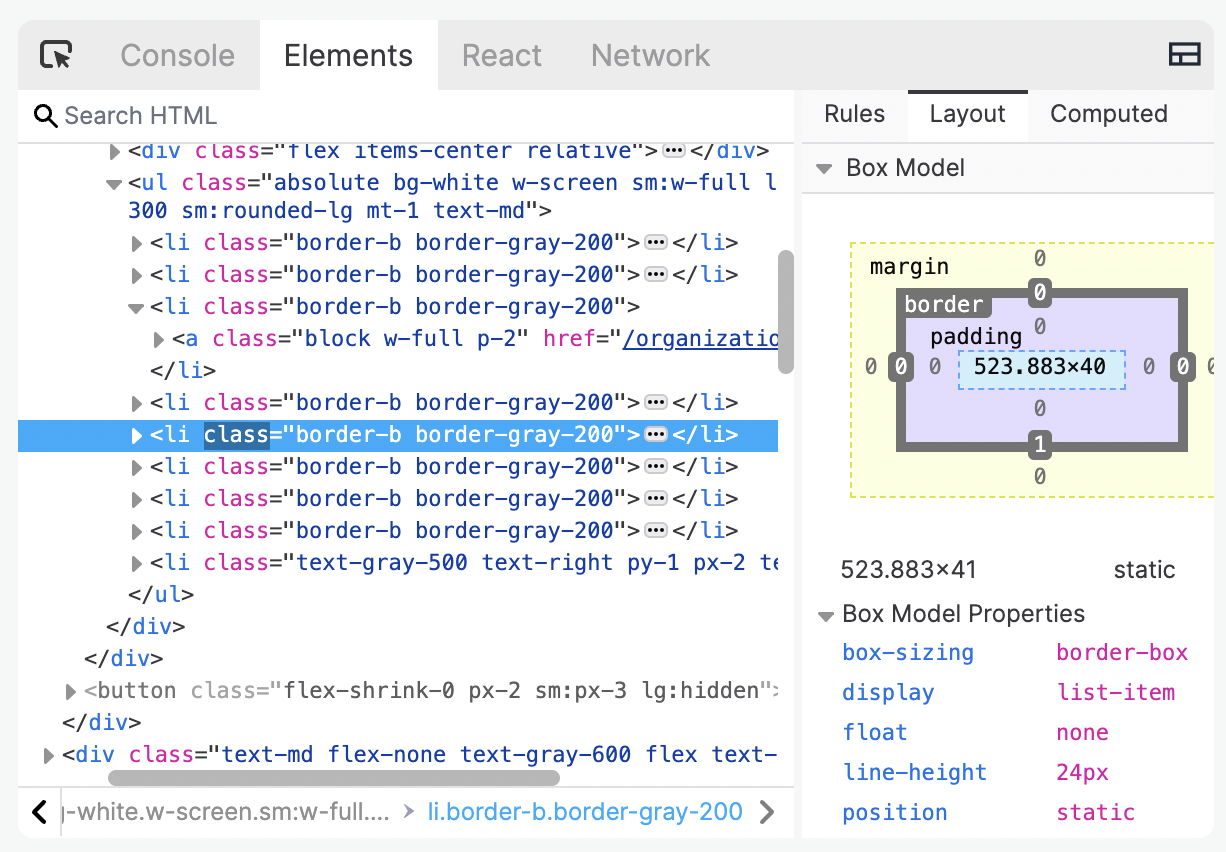 Console Elements React Network
Search HTML
<div class="flex items-center relative">•••</div>
<ul class="absolute bg-white w-screen sm:w-full l
300 sm:rounded-lg mt-1 text-md">
<li class="border-b border-gray-200">•••</li>
<li class="border-b border-gray-200">•••</li>
<li class="border-b border-gray-200">
<a class="block w-full p-2" href="/organizatio
</li>
<li class="border-b border-gray-200">•••</li>
<li class="border-b border-gray-200">•••</li>
<li class="border-b border-gray-200">•••</li>
<li class="border-b border-gray-200">•••</li>
<li class="border-b border-gray-200">•••</li>
<li class="text-gray-500 text-right py-1 px-2 te
</ul>
</div>
</div>
<button class="flex-shrink-0 px-2 sm:px-3 lg:hidden">
</div>
<div class="text-md flex-none text-gray-600 flex text-
g-white.w-screen.sm:w-full.... > li.border-b.border-gray-200
Rules Layout Computed
Box Model
0
margin
0
border
0
padding
0 0 0 523.883×40 0 0 0
0
1
0
523.883×41 static
Box Model Properties
box-sizing border-box
display list-item
float none
line-height 24px
position static